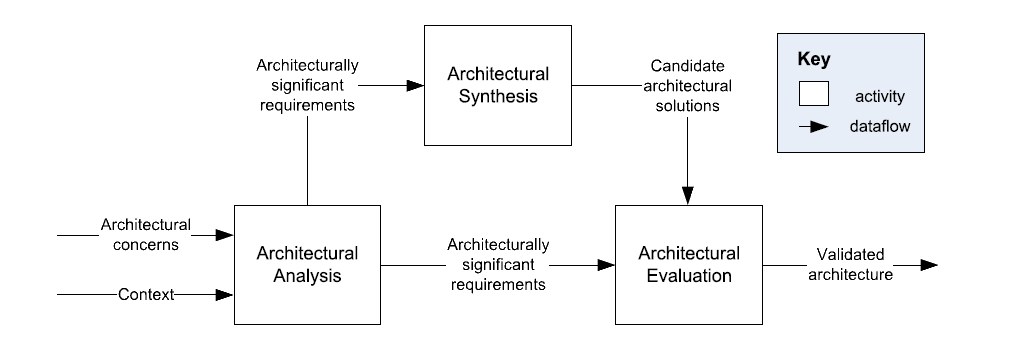 Architecturally
significant
requirements
Architectural
Synthesis
Candidate
architectural
solutions
Key
activity
dataflow
Architectural
concerns
Context
Architectural
Analysis
Architecturally
significant
requirements
Architectural
Evaluation
Validated
architecture